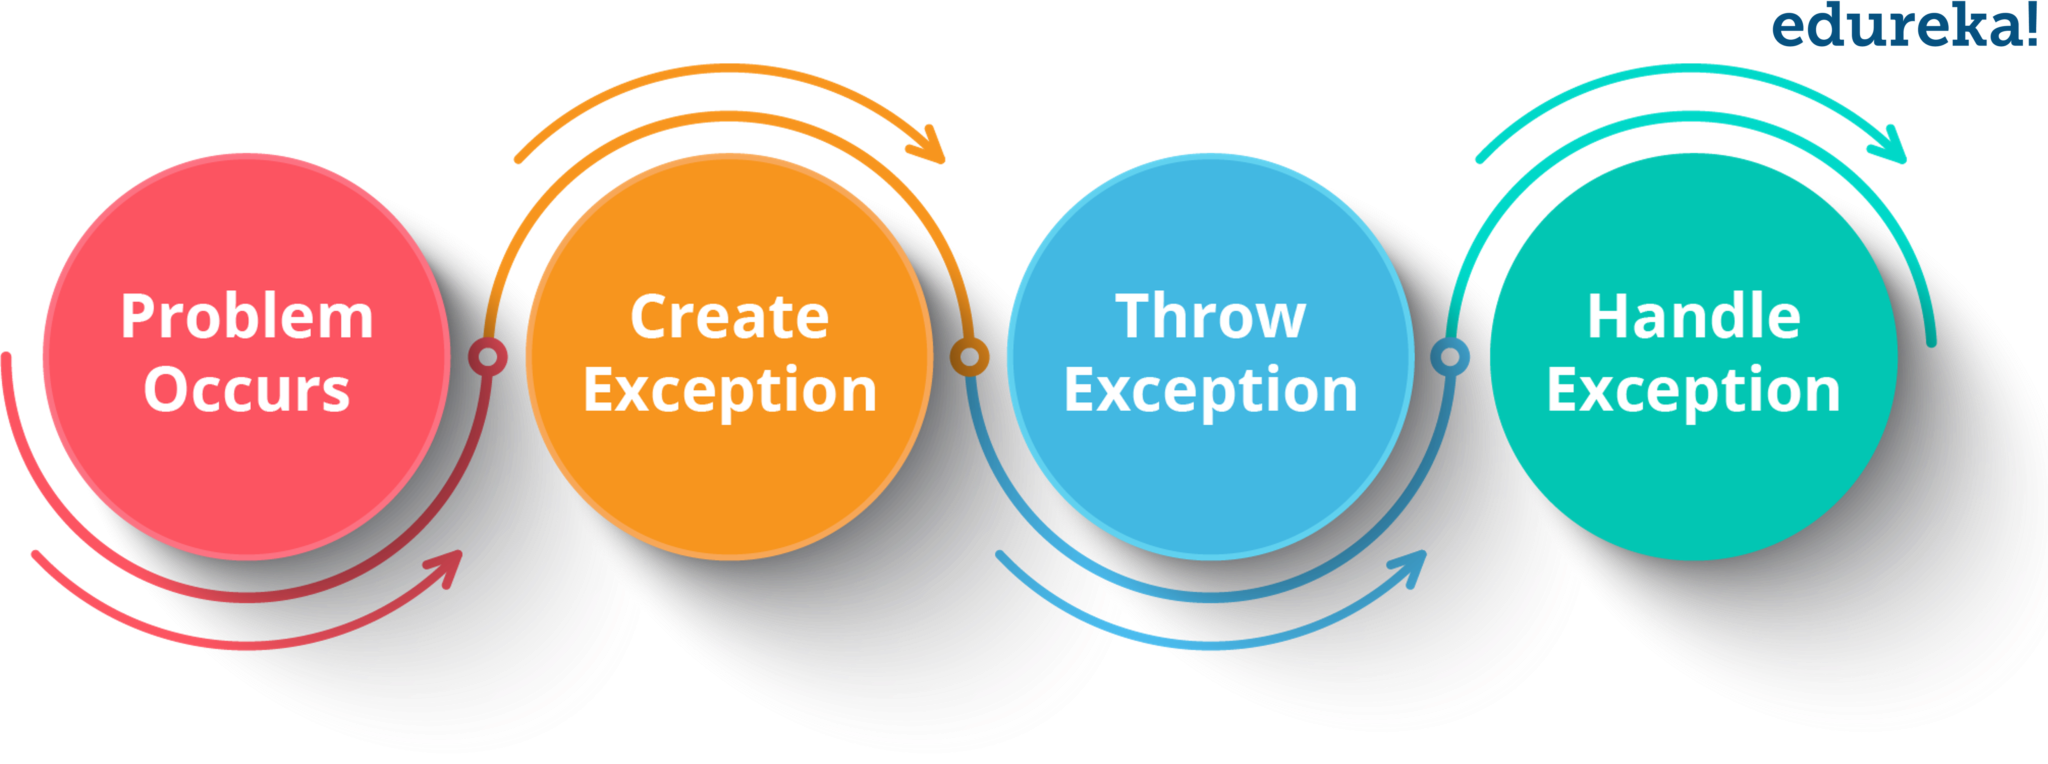 edureka!
Problem
Occurs
Create
Exception
Throw
Exception
Handle
Exception